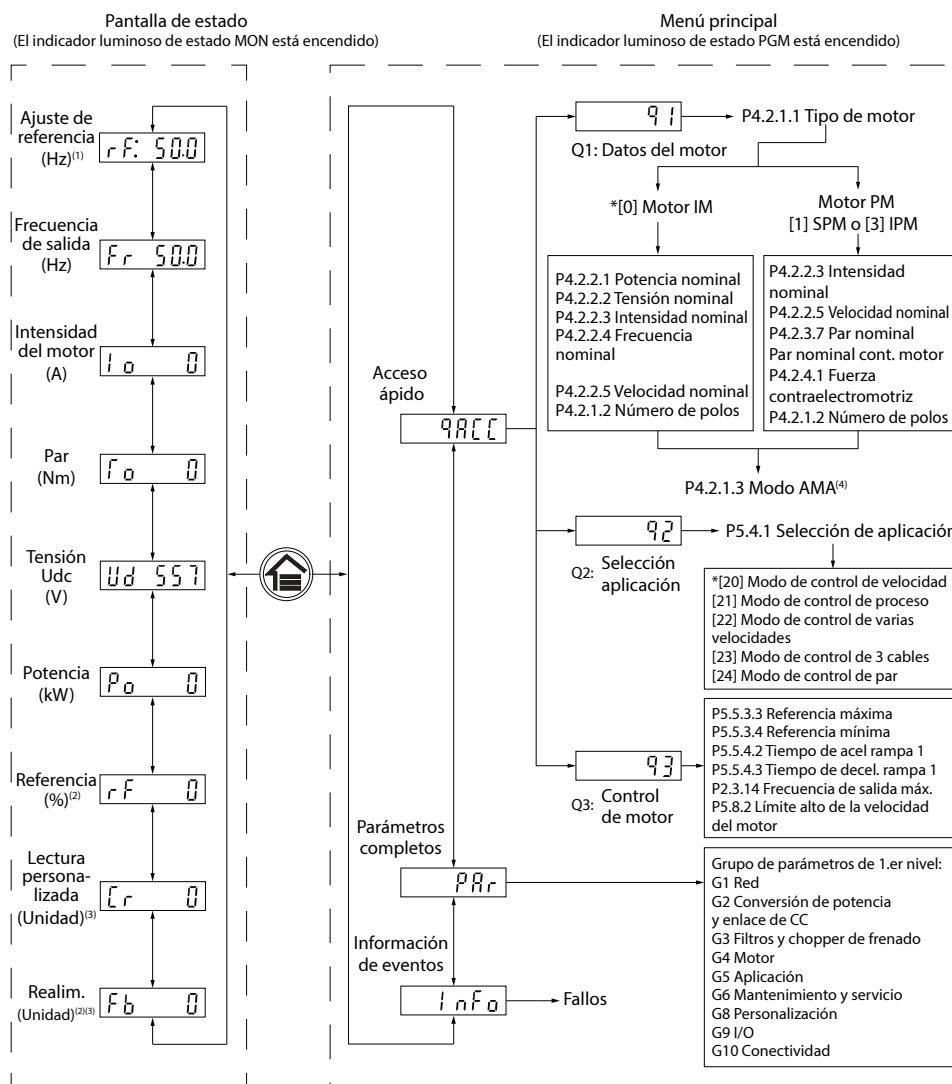 Pantalla de estado
(El indicador luminoso de estado MON está encendido)
Ajuste de
referencia
(Hz)(1)
rF: 50.0
Frecuencia
de salida
(Hz)
Fr 50.0
Intensidad
del motor
(A)
Io 0
Par
(Nm)
To 0
Tensión
Udc
(V)
Ud 557
Potencia
(kW)
Po 0
Referencia
(%)(2)
rF 0
Lectura
persona-
lizada
(Unidad)(3)
Cr 0
Realim.
(Unidad)(2)(3)
Fb 0
Menú principal
(El indicador luminoso de estado PGM está encendido)
Acceso
ápido
qACC
Parámetros
completos
PAr
Información
de eventos
InFo
Fallos
q1
Q1: Datos del motor
P4.2.1.1 Tipo de motor
*[0] Motor IM
Motor PM
[1] SPM o [3] IPM
P4.2.2.1 Potencia nominal
P4.2.2.2 Tensión nominal
P4.2.2.3 Intensidad nominal
P4.2.2.4 Frecuencia
nominal
P4.2.2.5 Velocidad nominal
P4.2.1.2 Número de polos
P4.2.2.3 Intensidad
nominal
P4.2.2.5 Velocidad nominal
P4.2.3.7 Par nominal
Par nominal cont. motor
P4.2.4.1 Fuerza
contraelectromotriz
P4.2.1.2 Número de polos
P4.2.1.3 Modo AMA(4)
q2
Q2: Selección
aplicación
P5.4.1 Selección de aplicación
*[20] Modo de control de velocidad
[21] Modo de control de proceso
[22] Modo de control de varias
velocidades
[23] Modo de control de 3 cables
[24] Modo de control de par
q3
Q3: Control
de motor
P5.5.3.3 Referencia máxima
P5.5.3.4 Referencia mínima
P5.5.4.2 Tiempo de acel rampa 1
P5.5.4.3 Tiempo de decel. rampa 1
P2.3.14 Frecuencia de salida máx.
P5.8.2 Límite alto de la velocidad
del motor
Grupo de parámetros de 1.er nivel:
G1 Red
G2 Conversión de potencia
y enlace de CC
G3 Filtros y chopper de frenado
G4 Motor
G5 Aplicación
G6 Mantenimiento y servicio
G8 Personalización
G9 I/O
G10 Conectividad